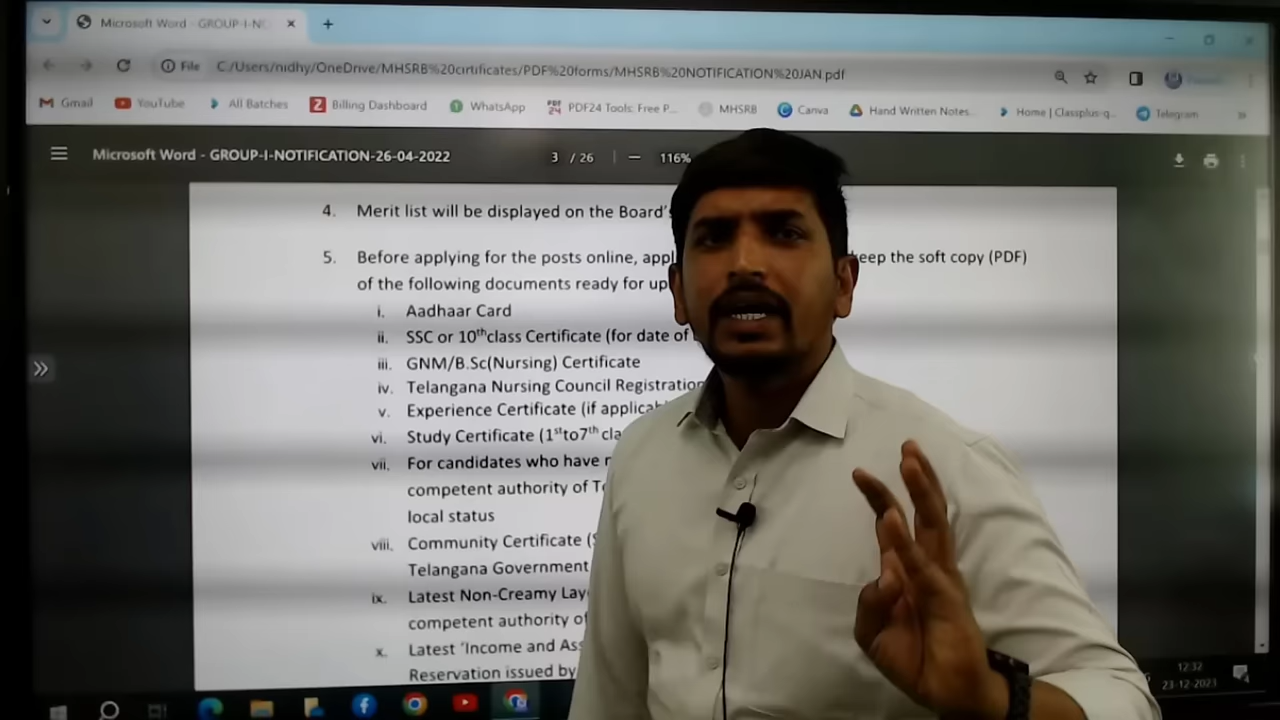 Microsoft Word - GROUP-I-NO
File C:/Users/nidhy/OneDrive/MHSRB%20cirtificates/PDF%20forms/MHSRB%20NOTIFICATION%20JAN.pdf
Gmail YouTube All Batches Billing Dashboard WhatsApp PDF24 Tools: Free P... MHSRB Canva Hand Written Notes... Home | Classplus-q... Telegram
Microsoft Word - GROUP-I-NOTIFICATION-26-04-2022 3 / 26 116%
4. Merit list will be displayed on the Board's
5. Before applying for the posts online, appl keep the soft copy (PDF)
of the following documents ready for up
i. Aadhaar Card
ii. SSC or 10th class Certificate (for date of
iii. GNM/B.Sc(Nursing) Certificate
iv. Telangana Nursing Council Registration
v. Experience Certificate (if applicab
vi. Study Certificate (1st to7th cla
vii. For candidates who have
competent authority of Te
local status
viii. Community Certificate (
Telangana Government
ix. Latest Non-Creamy Lay
competent authority of
x. Latest 'Income and Ass
Reservation issued by
12:32
23-12-2023